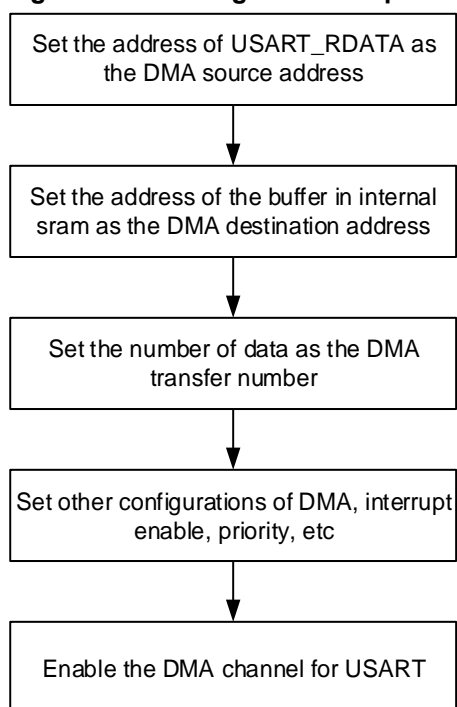 Set the address of USART_RDATA as
the DMA source address
Set the address of the buffer in internal
sram as the DMA destination address
Set the number of data as the DMA
transfer number
Set other configurations of DMA, interrupt
enable, priority, etc
Enable the DMA channel for USART